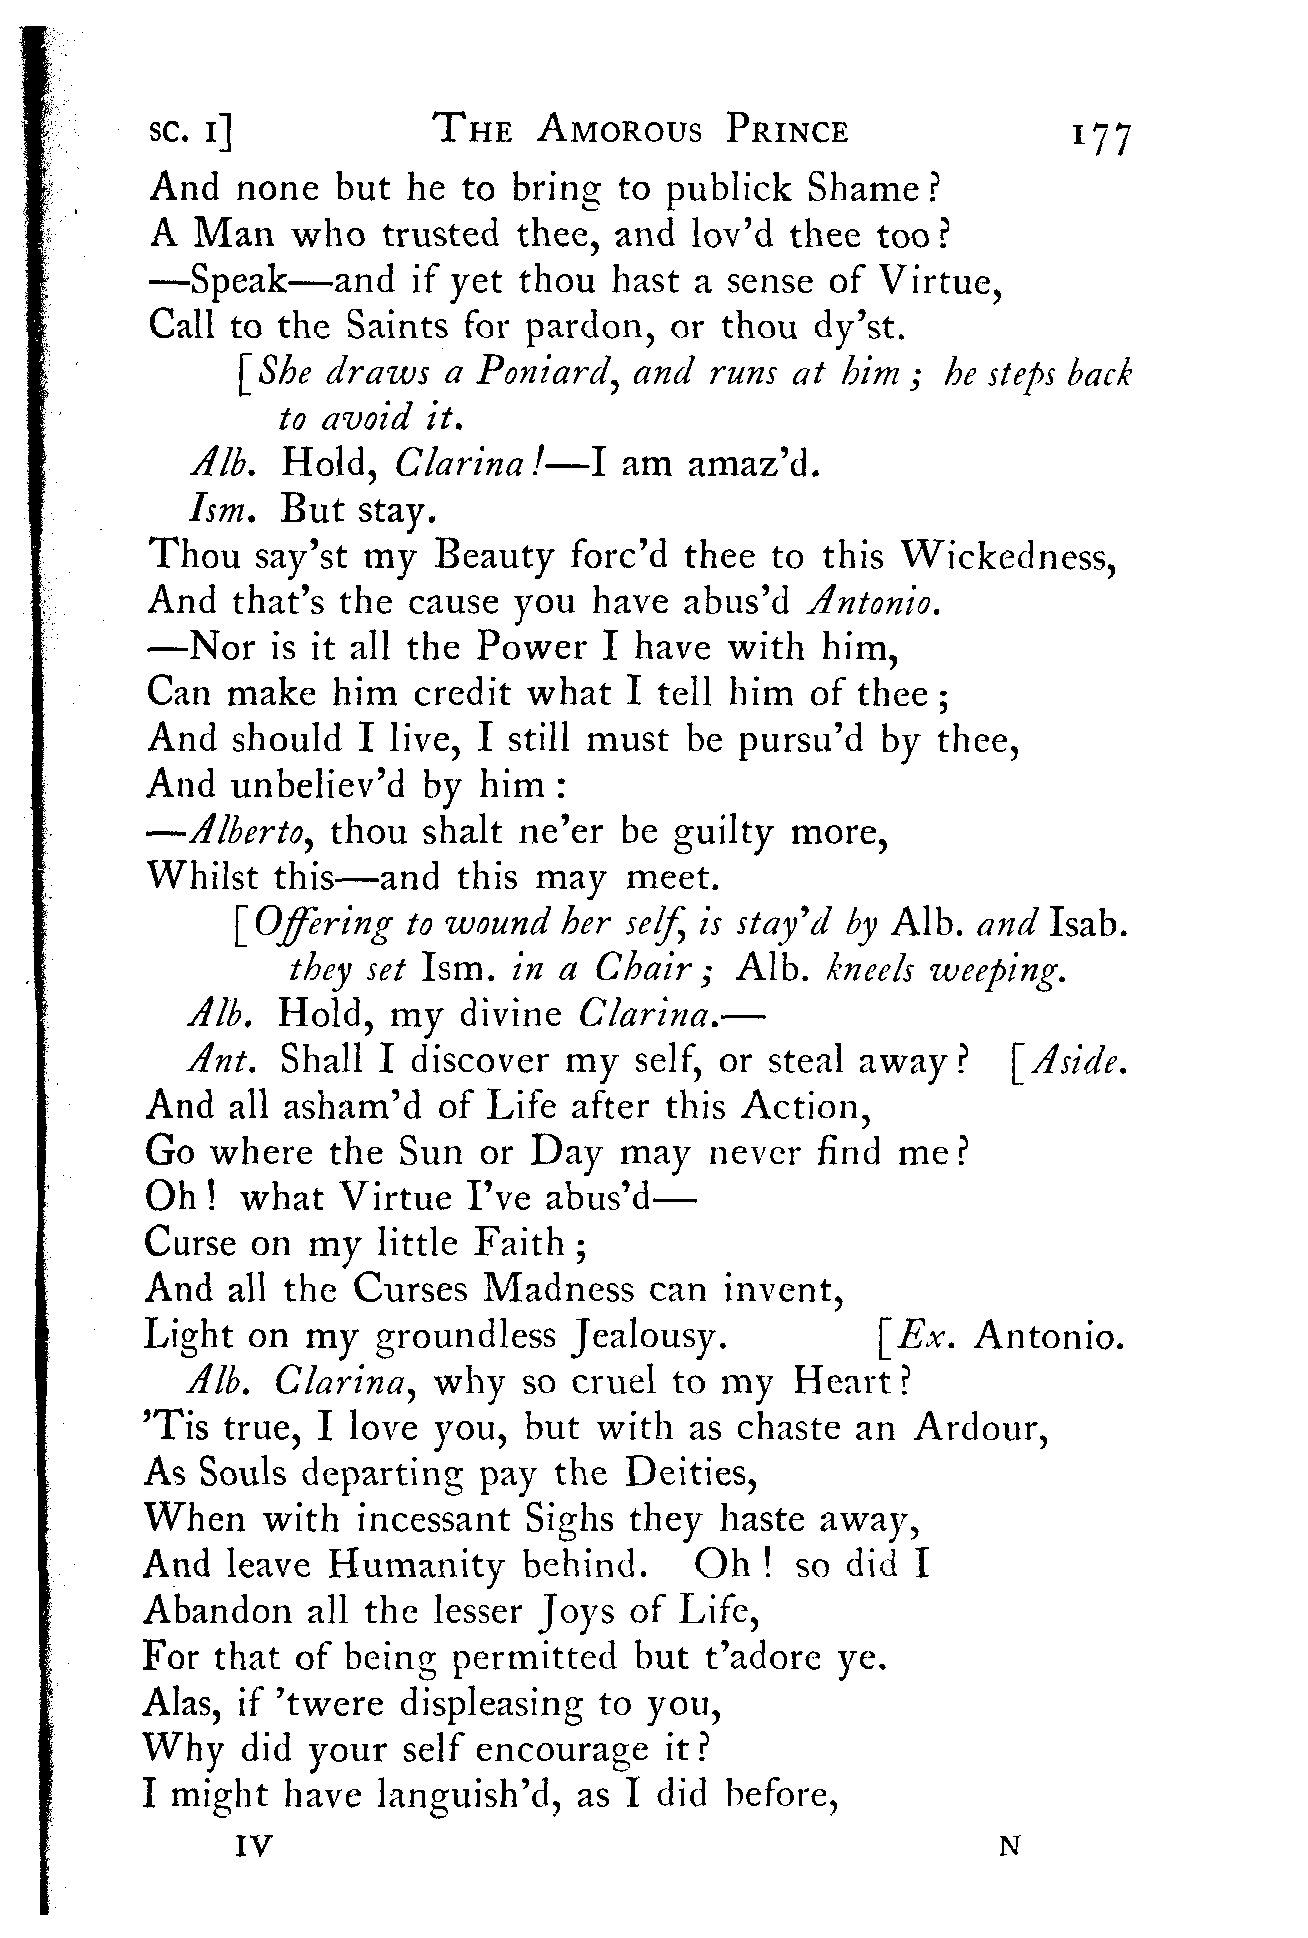 sc. I] The Amorous Prince 177
And none but he to bring to publick Shame?
A Man who trusted thee, and lov'd thee too?
—Speak—and if yet thou hast a sense of Virtue,
Call to the Saints for pardon, or thou dy'st.
[She draws a Poniard, and runs at him; he steps back
to avoid it.
Alb. Hold, Clarina!—I am amaz'd.
Ism. But stay.
Thou say'st my Beauty forc'd thee to this Wickedness,
And that's the cause you have abus'd Antonio.
—Nor is it all the Power I have with him,
Can make him credit what I tell him of thee;
And should I live, I still must be pursu'd by thee,
And unbeliev'd by him:
—Alberto, thou shalt ne'er be guilty more,
Whilst this—and this may meet.
[Offering to wound her self, is stay'd by Alb. and Isab.
they set Ism. in a Chair; Alb. kneels weeping.
Alb. Hold, my divine Clarina.—
Ant. Shall I discover my self, or steal away? [Aside.
And all asham'd of Life after this Action,
Go where the Sun or Day may never find me?
Oh! what Virtue I've abus'd—
Curse on my little Faith;
And all the Curses Madness can invent,
Light on my groundless Jealousy. [Ex. Antonio.
Alb. Clarina, why so cruel to my Heart?
'Tis true, I love you, but with as chaste an Ardour,
As Souls departing pay the Deities,
When with incessant Sighs they haste away,
And leave Humanity behind. Oh! so did I
Abandon all the lesser Joys of Life,
For that of being permitted but t'adore ye.
Alas, if 'twere displeasing to you,
Why did your self encourage it?
I might have languish'd, as I did before,
IV N